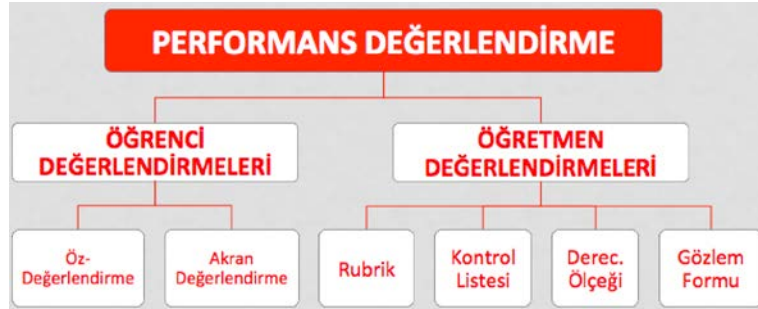 PERFORMANS DEĞERLENDİRME
ÖĞRENCİ
DEĞERLENDİRMELERİ
ÖĞRETMEN
DEĞERLENDİRMELERİ
Öz-
Değerlendirme
Akran
Değerlendirme
Rubrik
Kontrol
Listesi
Derec.
Ölçeği
Gözlem
Formu